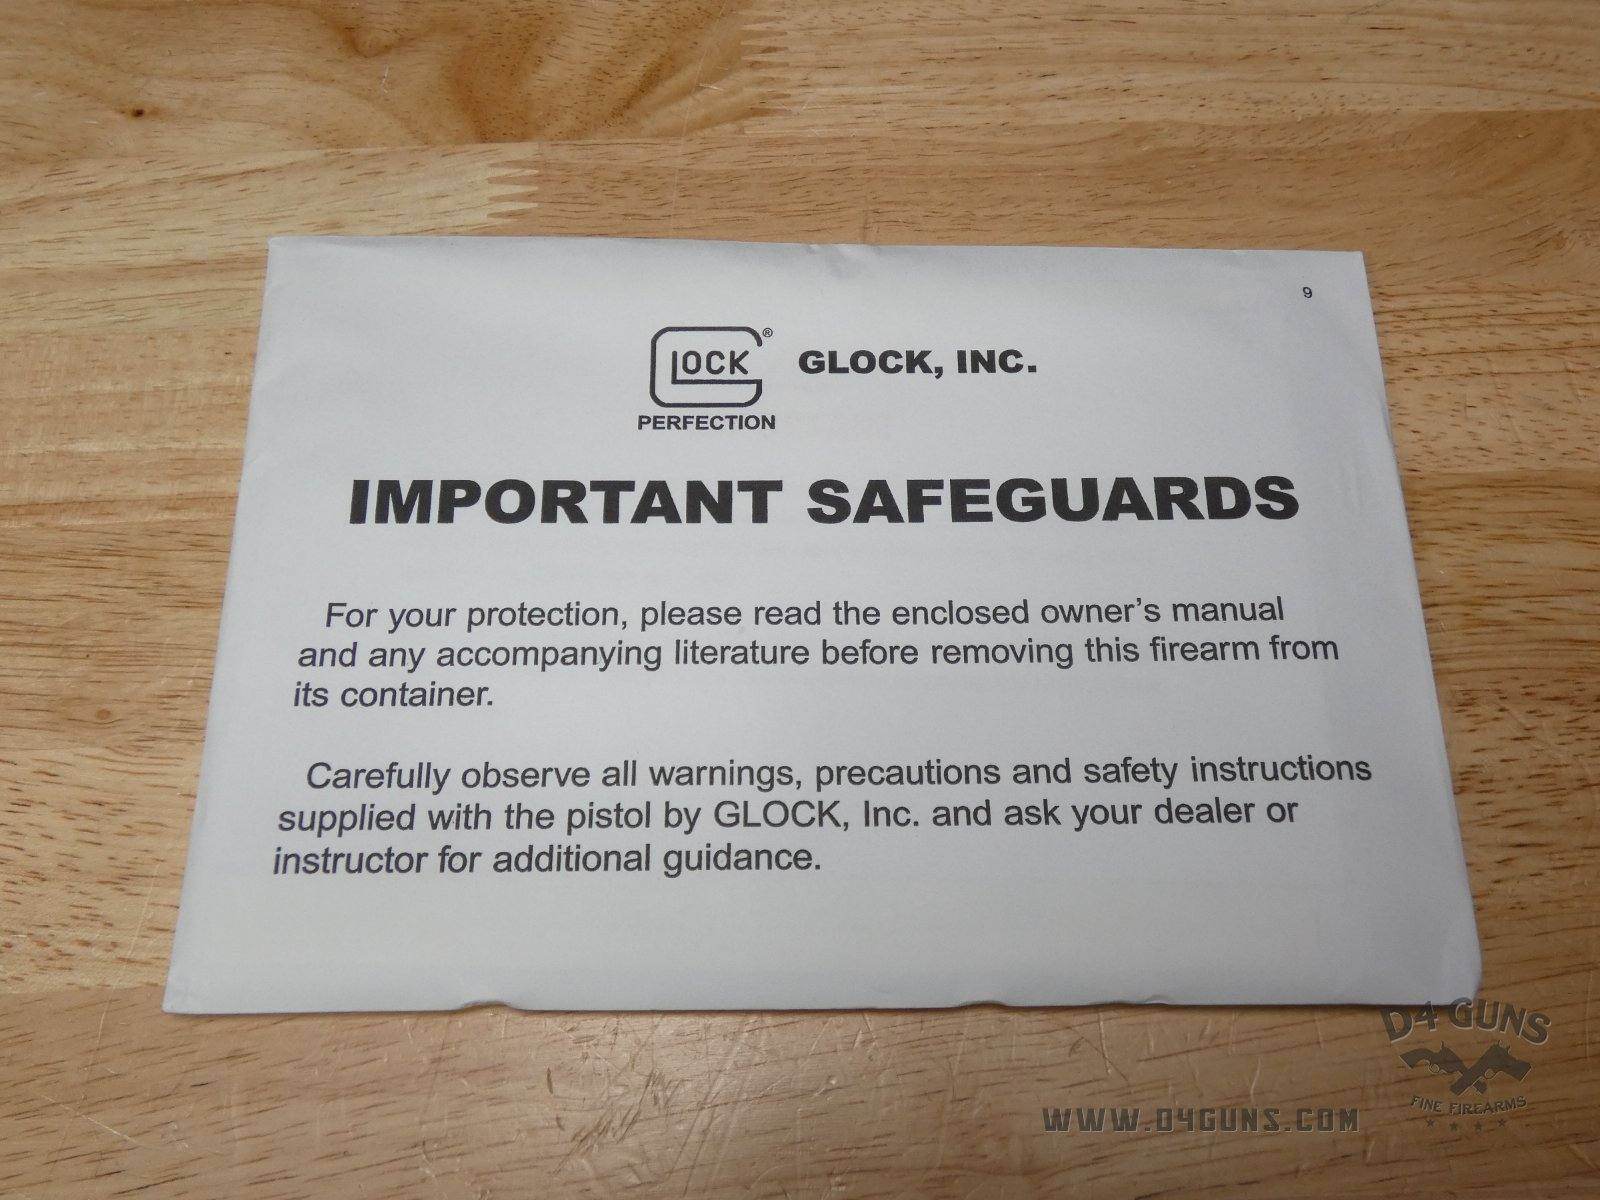 9
GLOCK® GLOCK, INC.
PERFECTION
IMPORTANT SAFEGUARDS
For your protection, please read the enclosed owner’s manual
and any accompanying literature before removing this firearm from
its container.
Carefully observe all warnings, precautions and safety instructions
supplied with the pistol by GLOCK, Inc. and ask your dealer or
instructor for additional guidance.
D4 GUNS
FINE FIREARMS
WWW.D4GUNS.COM